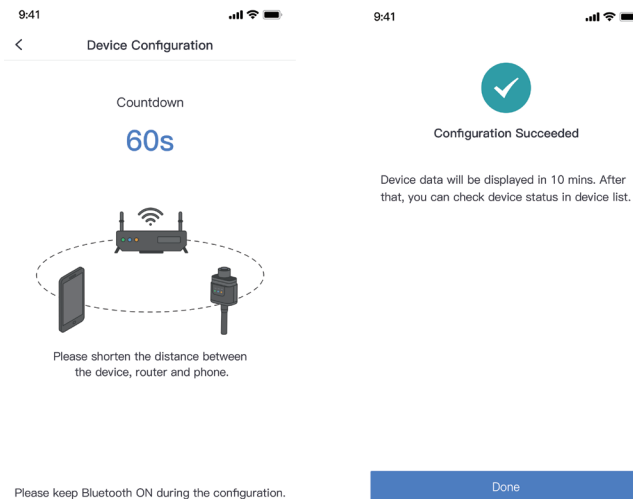 9:41
Device Configuration
Countdown
60s
Please shorten the distance between
the device, router and phone.
Please keep Bluetooth ON during the configuration.
9:41
Configuration Succeeded
Device data will be displayed in 10 mins. After
that, you can check device status in device list.
Done